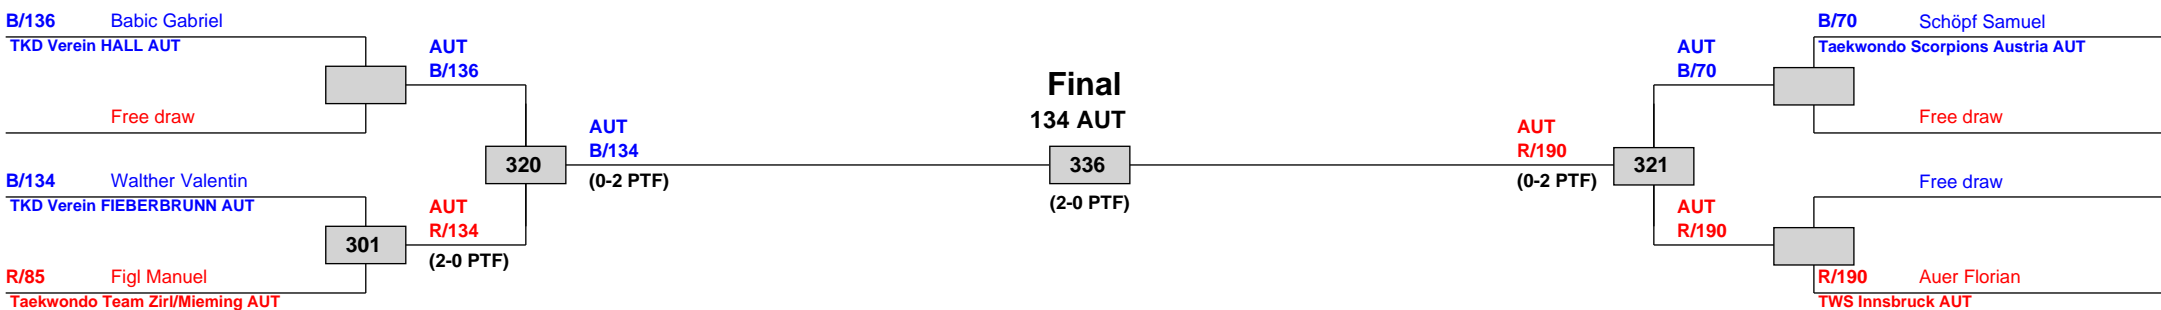 B/136 Babic Gabriel
TKD Verein HALL AUT
Free draw
B/134 Walther Valentin
TKD Verein FIEBERBRUNN AUT
R/85 Figl Manuel
Taekwondo Team Zirl/Mieming AUT
AUT
B/136
301
AUT
R/134
(2-0 PTF)
320
AUT
B/134
(0-2 PTF)
Final
134 AUT
336
(2-0 PTF)
AUT
R/190
(0-2 PTF)
321
AUT
B/70
AUT
R/190
B/70 Schöpf Samuel
Taekwondo Scorpions Austria AUT
Free draw
Free draw
R/190 Auer Florian
TWS Innsbruck AUT